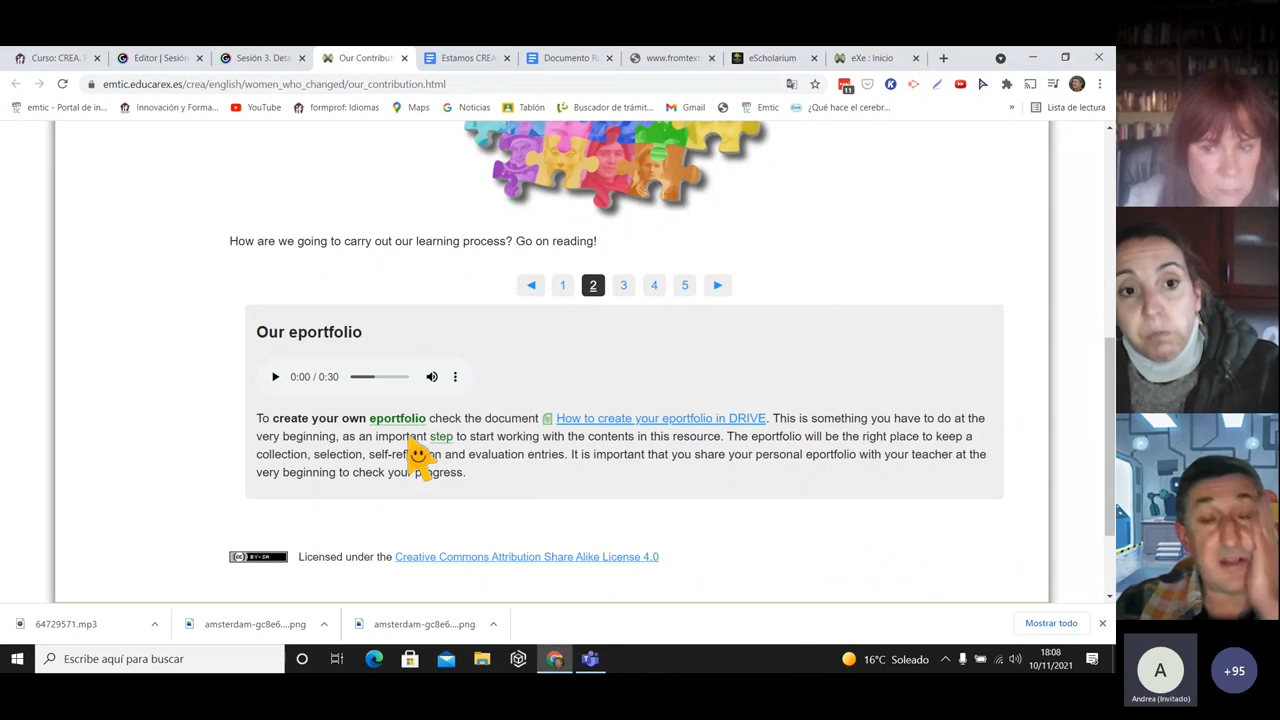 Curso: CREA.
Editor | Sesión
Sesión 3. Deta
Our Contribut
Estamos CREA
Documento Re
www.fromtext
eScholarium
eXe : Inicio
emtic.educarex.es/crea/english/women_who_changed/our_contribution.html
11
emtic - Portal de in...
Innovación y Forma...
YouTube
formprof: Idiomas
Maps
Noticias
Tablón
Buscador de trámit...
Gmail
Emtic
¿Qué hace el cerebr...
»
Lista de lectura
How are we going to carry out our learning process? Go on reading!
◄ 1 2 3 4 5 ►
Our eportfolio
0:00 / 0:30
To create your own eportfolio check the document How to create your eportfolio in DRIVE. This is something you have to do at the
very beginning, as an important step to start working with the contents in this resource. The eportfolio will be the right place to keep a
collection, selection, and evaluation entries. It is important that you share your personal eportfolio with your teacher at the
very beginning to check your progress.
CC BY-SA
Licensed under the Creative Commons Attribution Share Alike License 4.0
64729571.mp3
amsterdam-gc8e6....png
amsterdam-gc8e6....png
Mostrar todo
Escribe aquí para buscar
16°C Soleado
18:08
10/11/2021
A
Andrea (Invitado)
+95